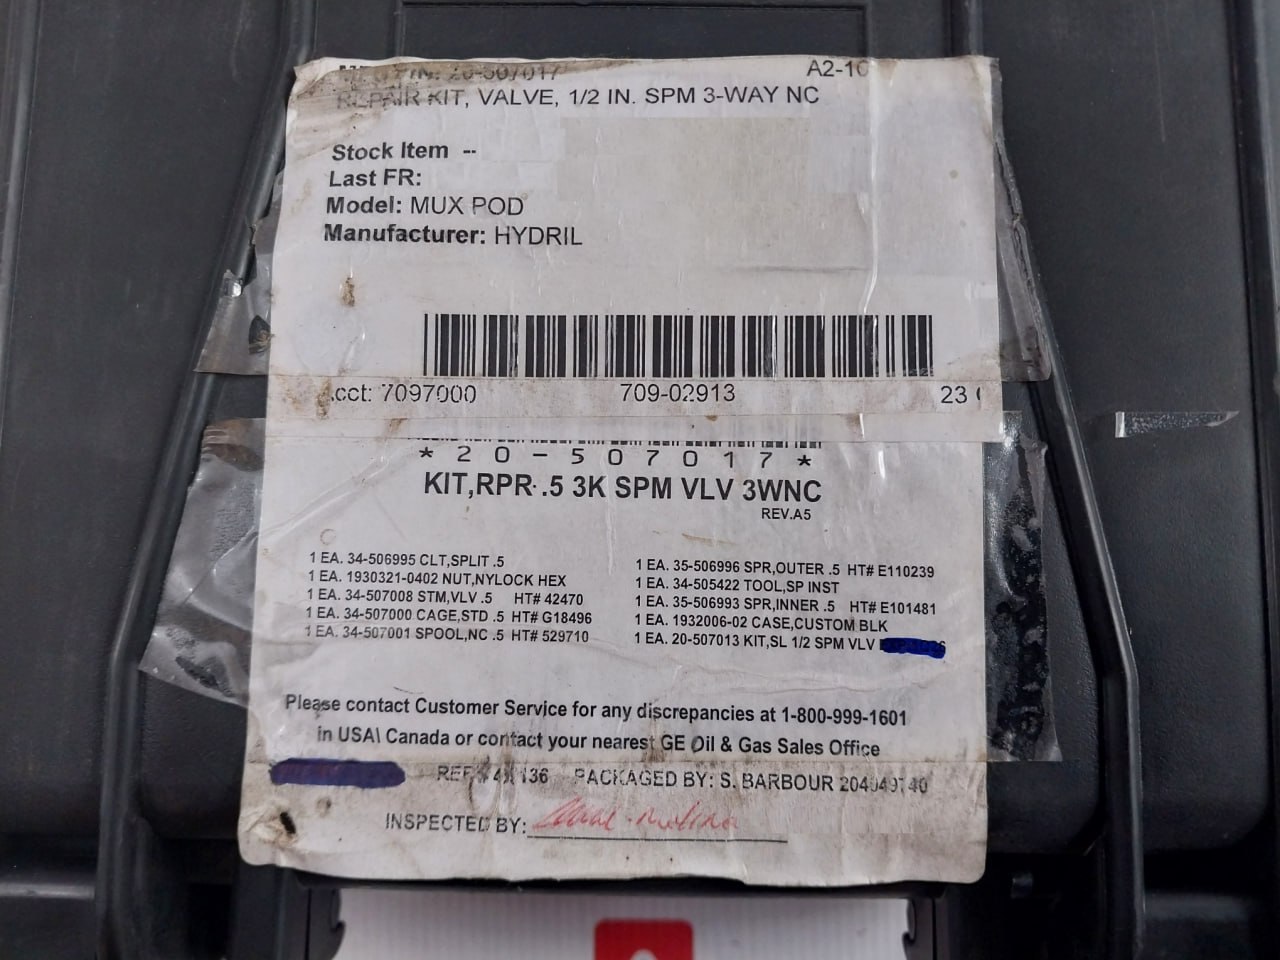 20-507017 A2-1
REPAIR KIT, VALVE, 1/2 IN. SPM 3-WAY NC
Stock Item --
Last FR:
Model: MUX POD
Manufacturer: HYDRIL
cct: 7097000 709-02913 23
*20-507017*
KIT,RPR .5 3K SPM VLV 3WNC
REV.A5
1 EA. 34-506995 CLT,SPLIT .5
1 EA. 1930321-0402 NUT,NYLOCK HEX
1 EA. 34-507008 STM,VLV .5 HT# 42470
1 EA. 34-507000 CAGE,STD .5 HT# G18496
1 EA. 34-507001 SPOOL,NC .5 HT# 529710
1 EA. 35-506996 SPR,OUTER .5 HT# E110239
1 EA. 34-505422 TOOL,SP INST
1 EA. 35-506993 SPR,INNER .5 HT# E101481
1 EA. 1932006-02 CASE,CUSTOM BLK
1 EA. 20-507013 KIT,SL 1/2 SPM VLV
Please contact Customer Service for any discrepancies at 1-800-999-1601
in USA\ Canada or contact your nearest GE Oil & Gas Sales Office
PACKAGED BY: S. BARBOUR
INSPECTED BY: